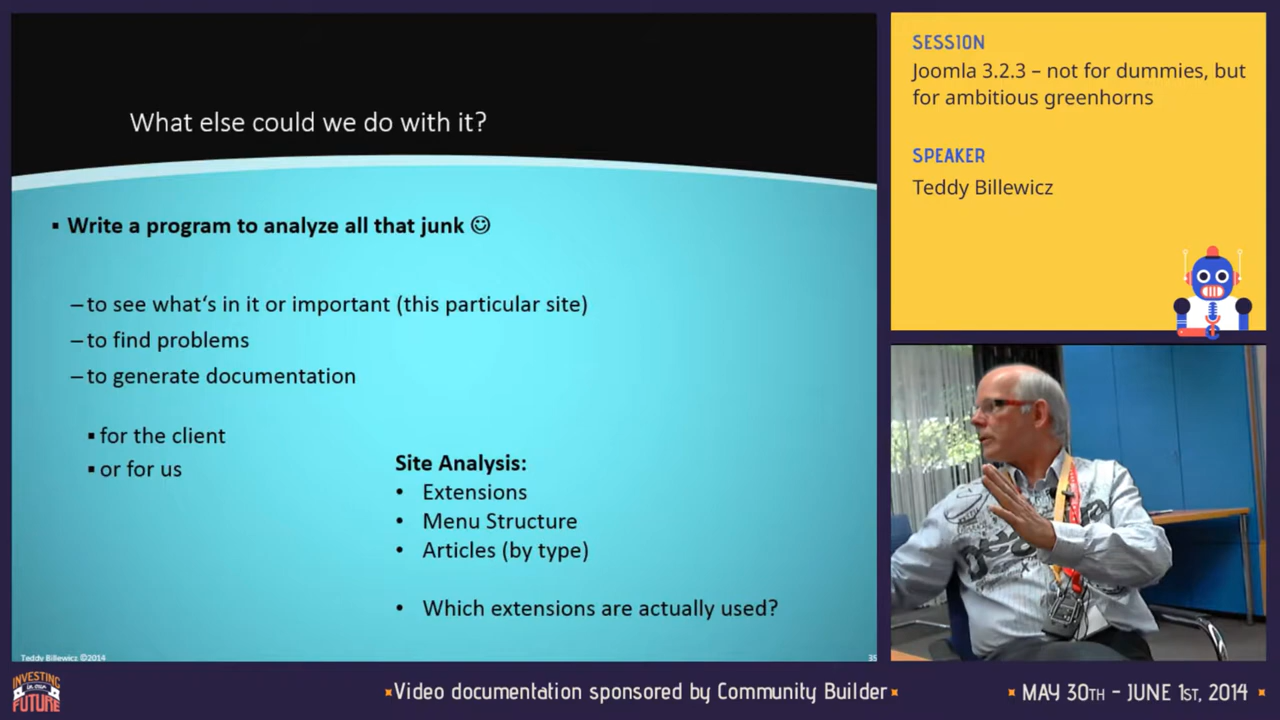 What else could we do with it?
▪ Write a program to analyze all that junk ☺
– to see what‘s in it or important (this particular site)
– to find problems
– to generate documentation
▪ for the client
▪ or for us
Site Analysis:
• Extensions
• Menu Structure
• Articles (by type)
• Which extensions are actually used?
Teddy Billewicz ©2014
35
SESSION
Joomla 3.2.3 – not for dummies, but
for ambitious greenhorns
SPEAKER
Teddy Billewicz
INVESTING
IN OUR
FUTURE
Video documentation sponsored by Community Builder
MAY 30TH - JUNE 1ST, 2014